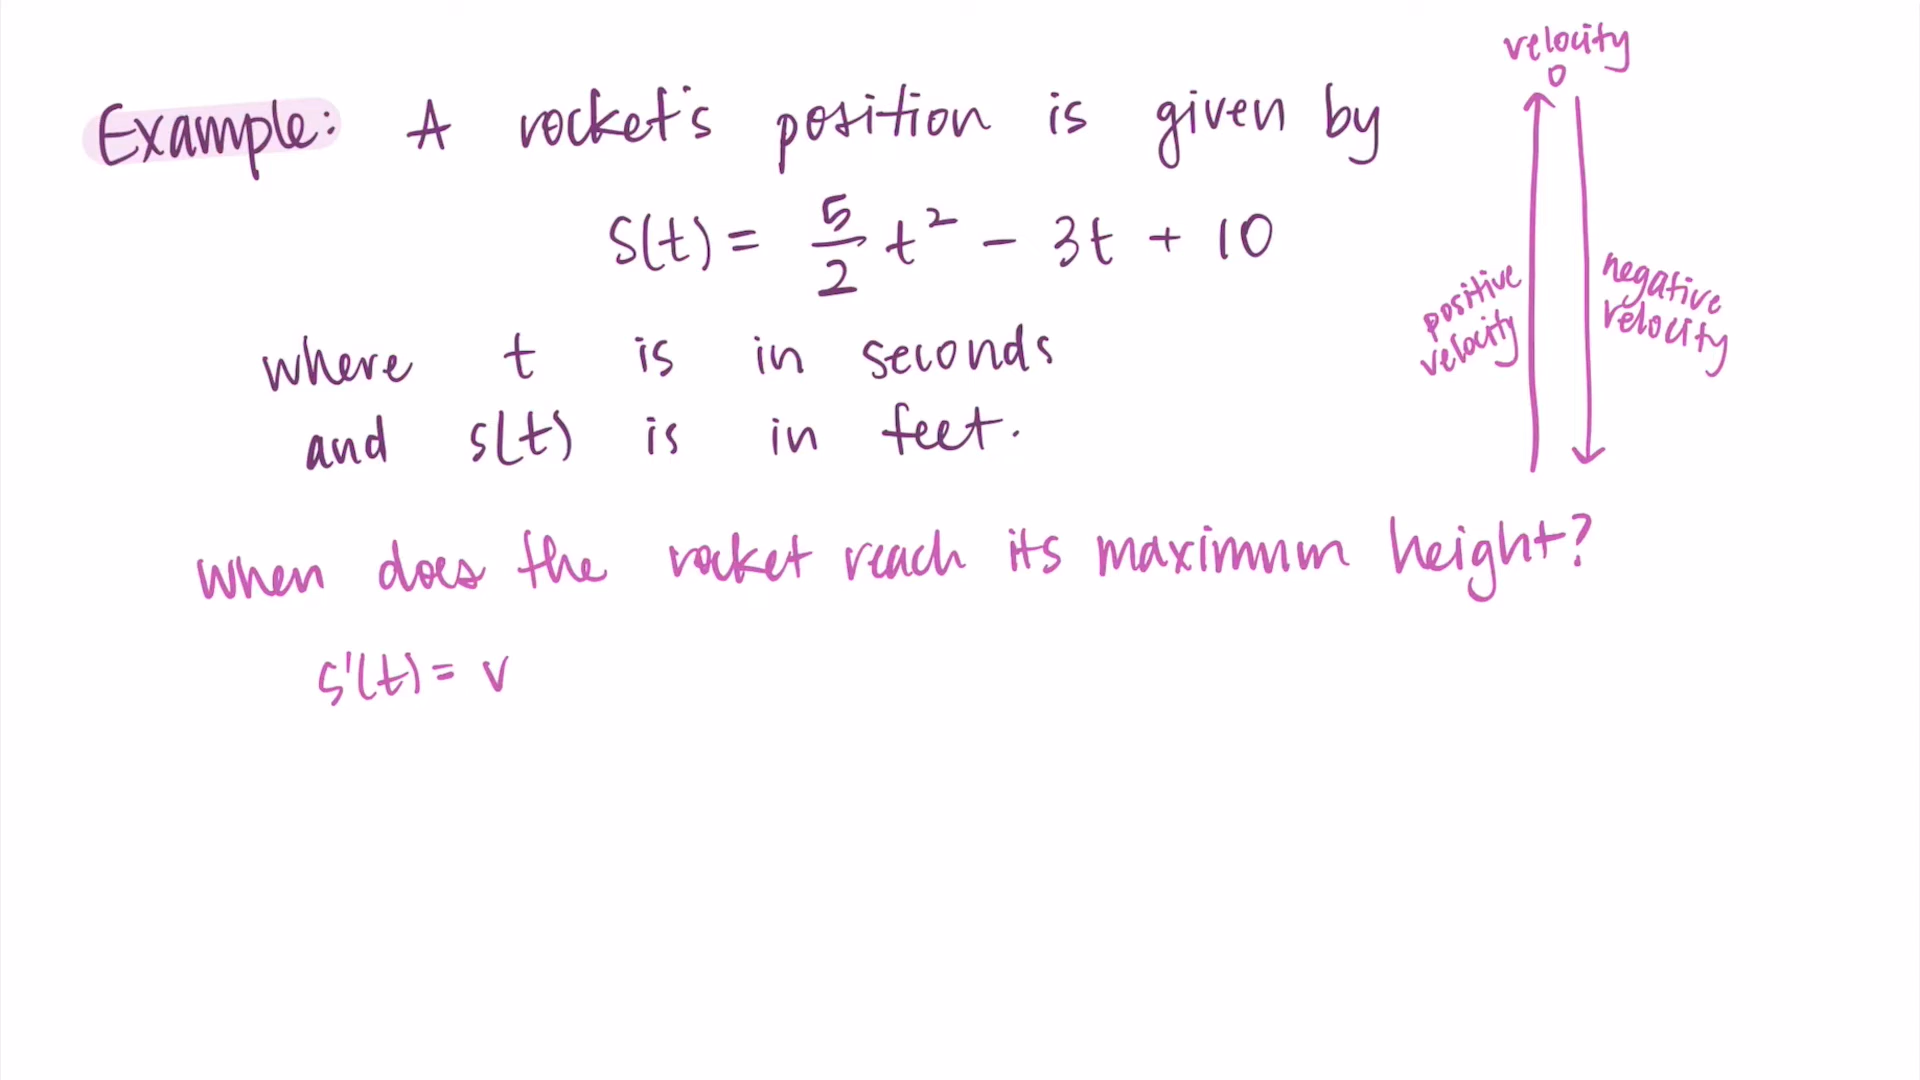 Example: A rocket's position is given by
S(t) = 5/2 t² - 3t + 10
where t is in seconds
and s(t) is in feet.
velocity
0
positive
velocity
negative
velocity
When does the rocket reach its maximum height?
s'(t) = v